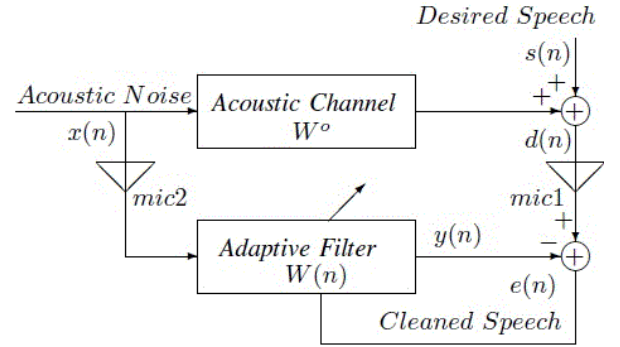 Desired Speech
s(n)
+
Acoustic Noise
Acoustic Channel
W°
+
+
x(n)
d(n)
mic2
mic1
+
Adaptive Filter
W(n)
y(n)
−
+
e(n)
Cleaned Speech